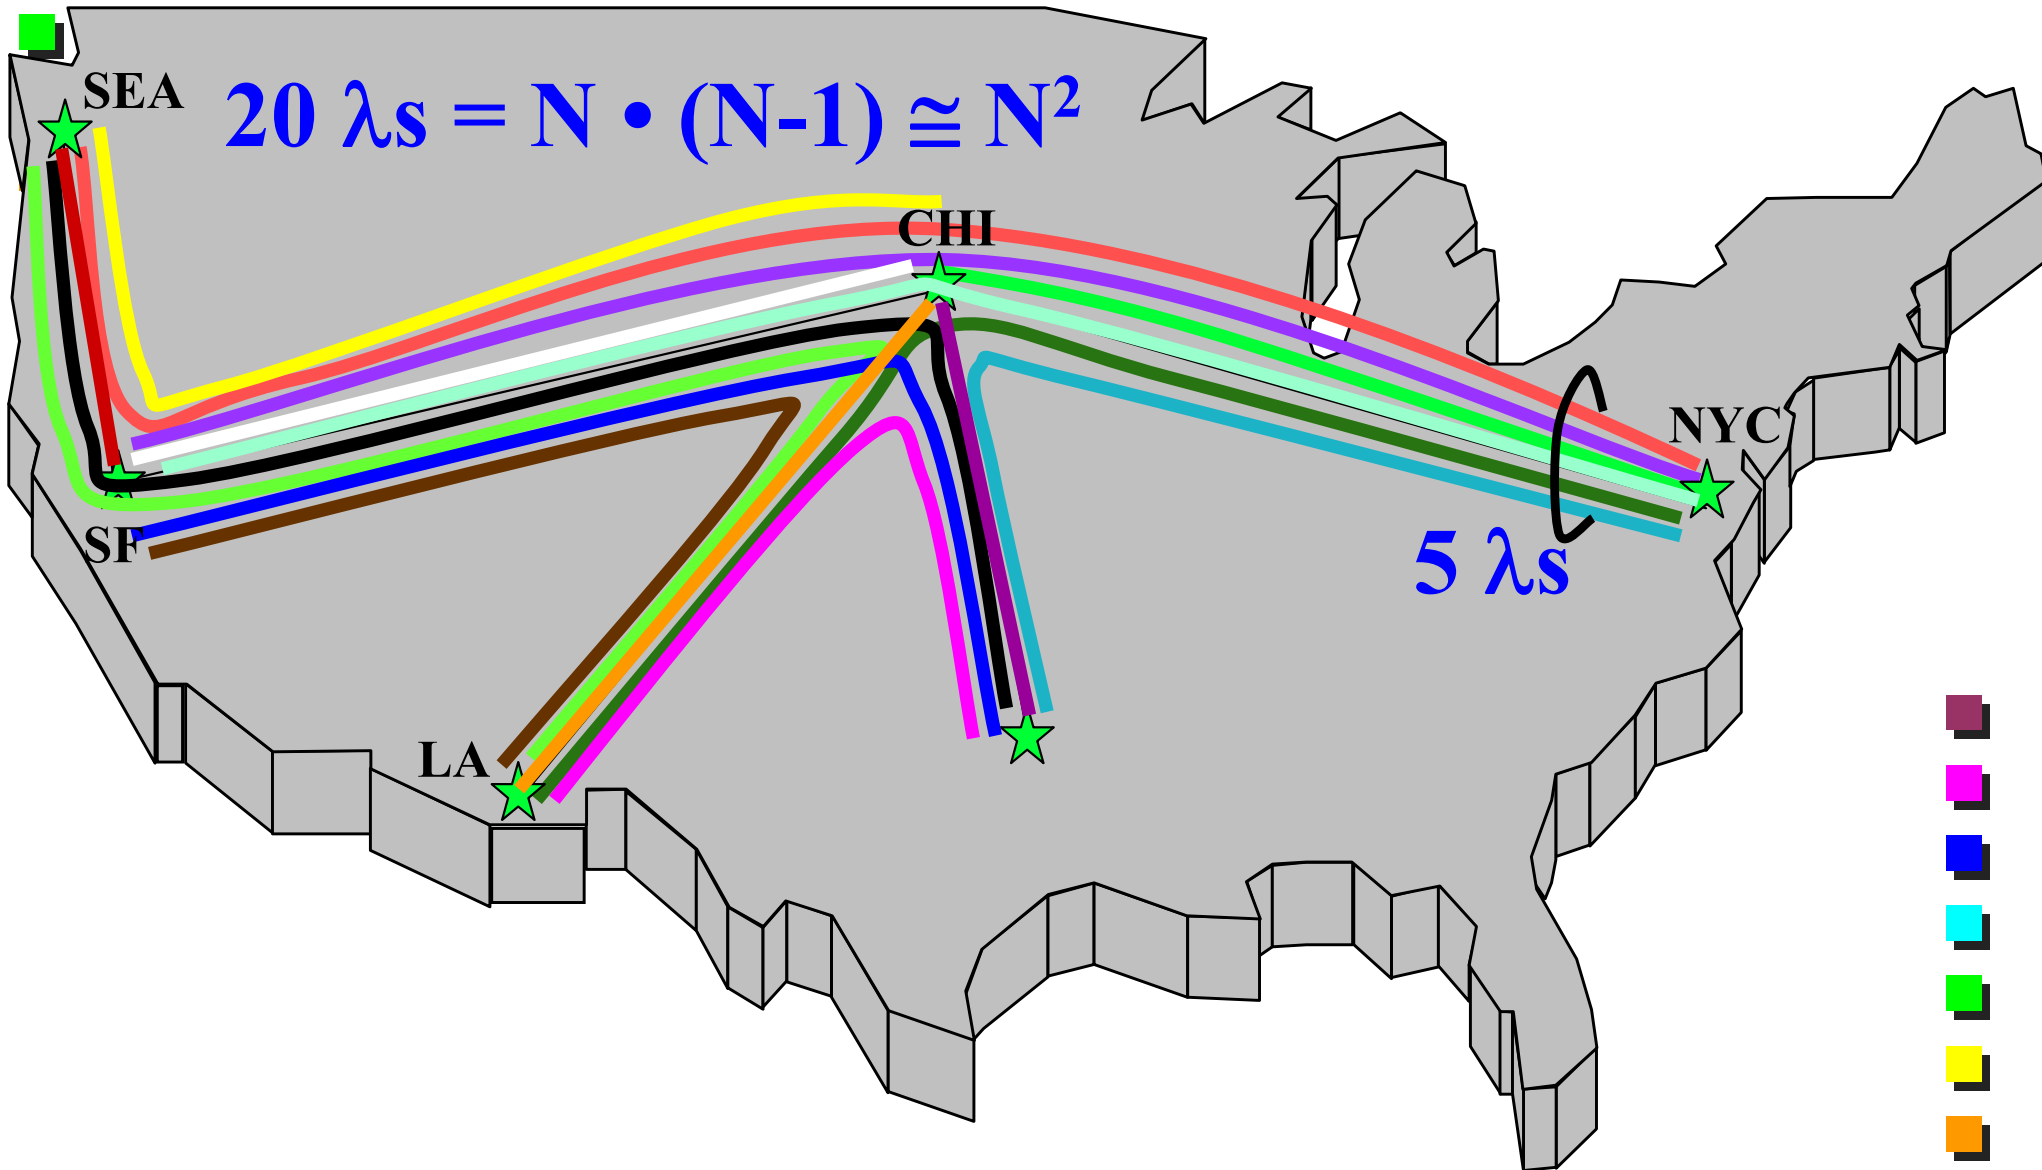 SEA
20 λs = N • (N-1) ≅ N²
CHI
NYC
SF
5 λs
LA